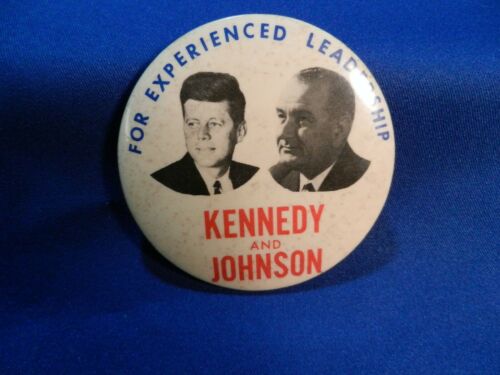 FOR EXPERIENCED LEADERSHIP
KENNEDY
AND
JOHNSON